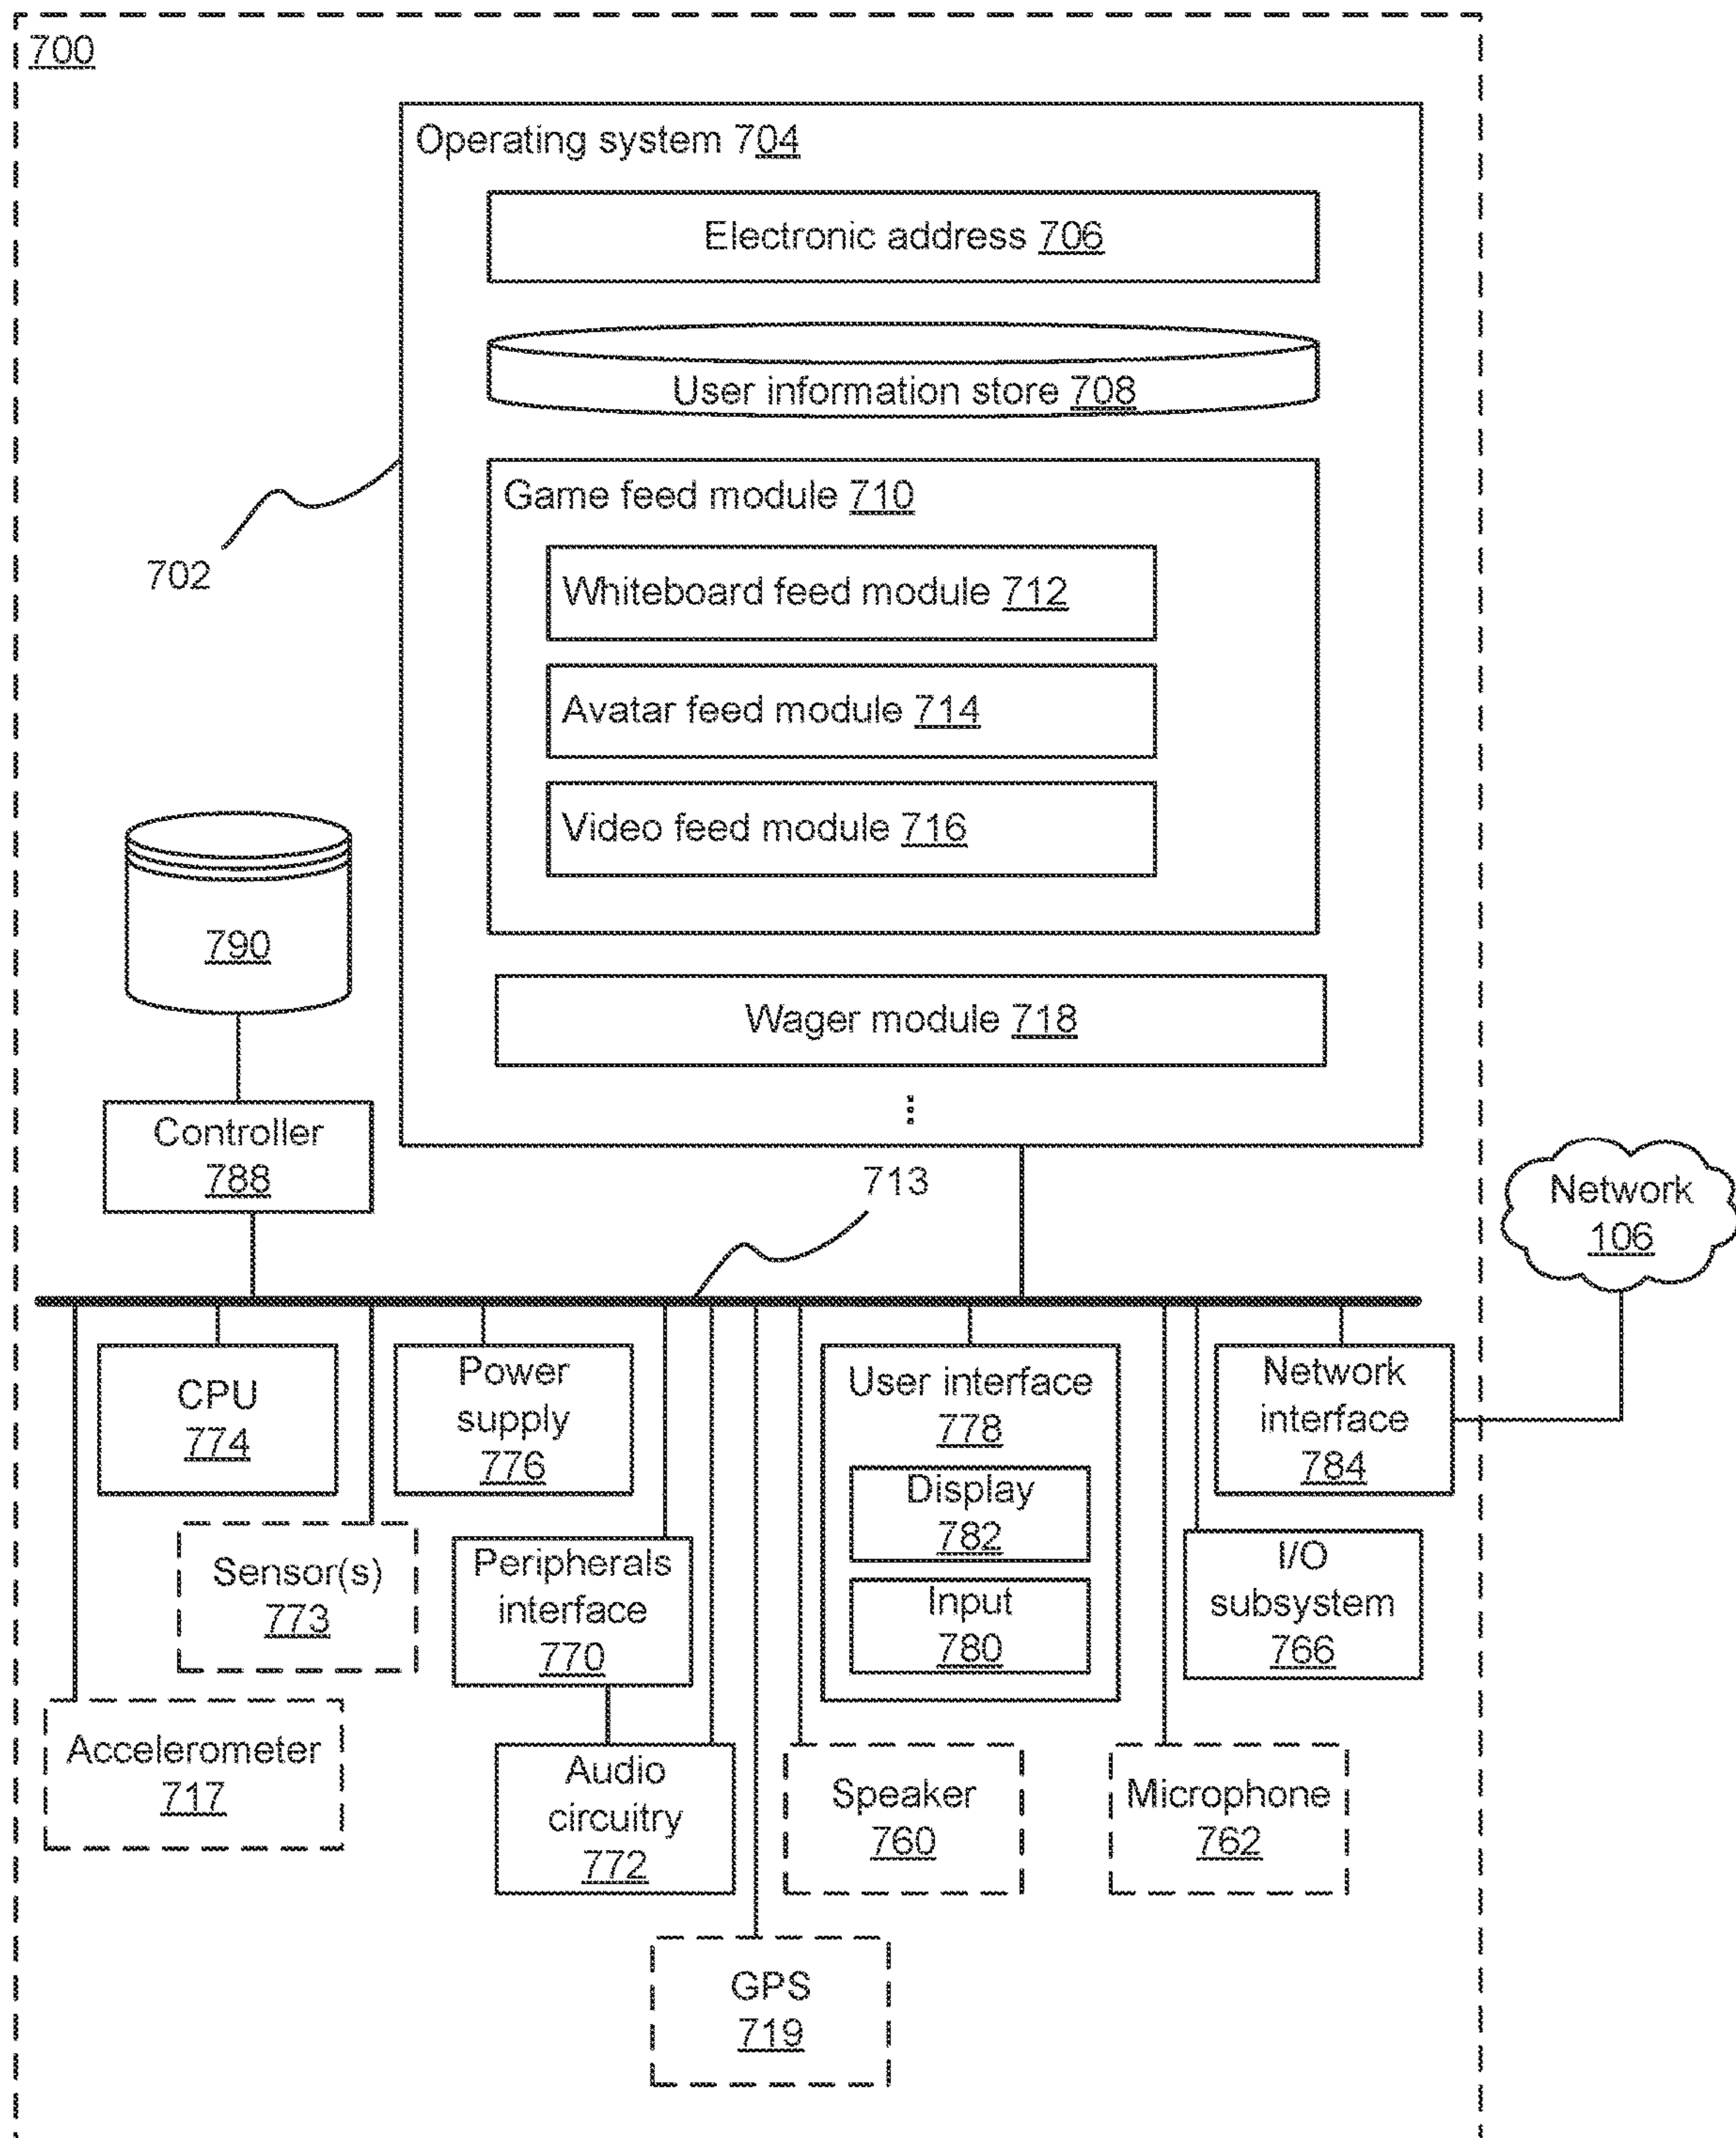 700
Operating system 704
Electronic address 706
User information store 708
Game feed module 710
702
Whiteboard feed module 712
Avatar feed module 714
Video feed module 716
790
Wager module 718
⋮
Controller
788
713
Network
106
CPU
774
Power
supply
776
User interface
778
Display
782
Input
780
Network
interface
784
Sensor(s)
773
Peripherals
interface
770
I/O
subsystem
766
Accelerometer
717
Audio
circuitry
772
Speaker
760
Microphone
762
GPS
719